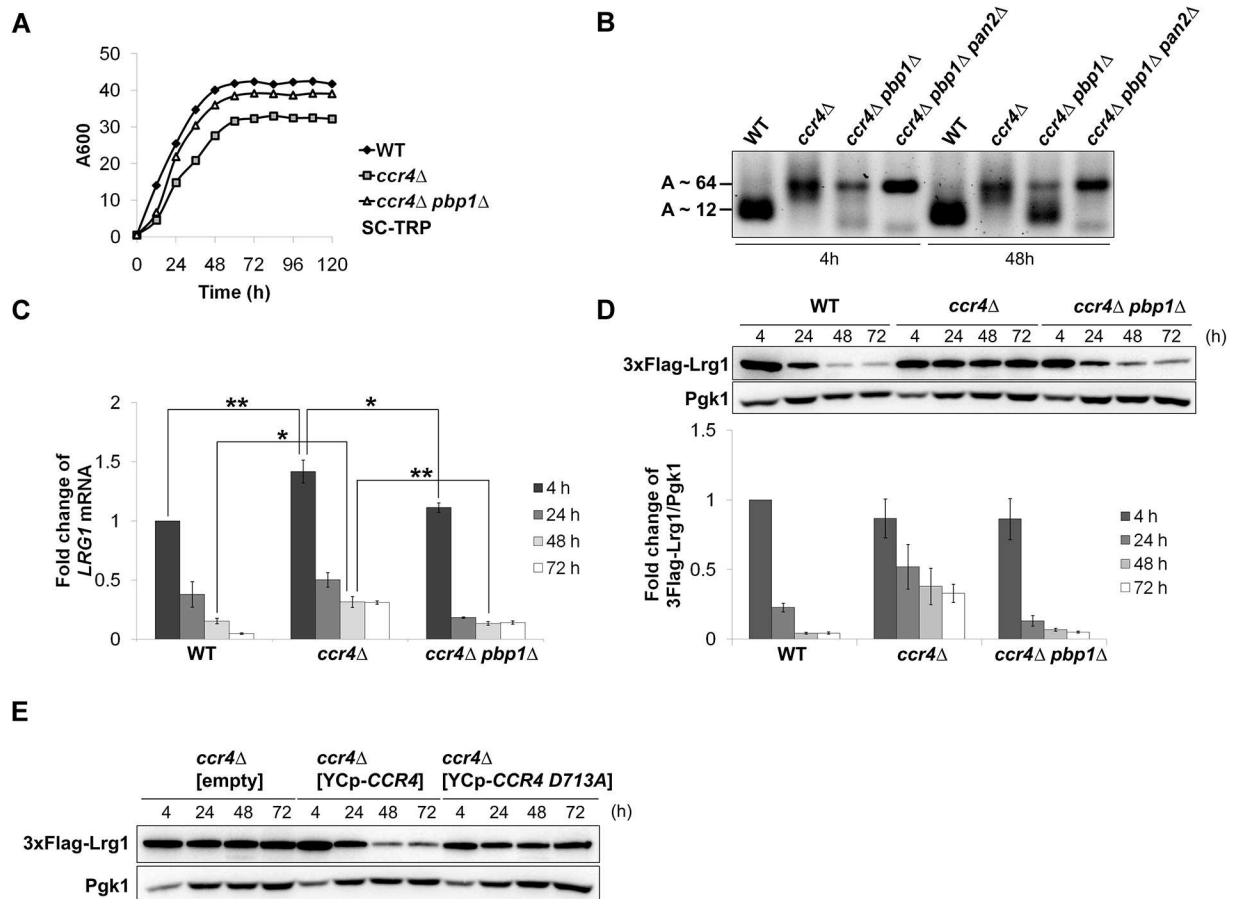 A
50
40
30
20
10
0
A600
0 24 48 72 96 120
Time (h)
WT
ccr4Δ
ccr4Δ pbp1Δ
SC-TRP
B
WT ccr4Δ ccr4Δ pbp1Δ ccr4Δ pbp1Δ pan2Δ WT ccr4Δ ccr4Δ pbp1Δ ccr4Δ pbp1Δ pan2Δ
A ~ 64
A ~ 12
4h 48h
C
2
1.5
1
0.5
0
Fold change of
LRG1 mRNA
** * * **
WT ccr4Δ ccr4Δ pbp1Δ
4 h
24 h
48 h
72 h
D
WT ccr4Δ ccr4Δ pbp1Δ
4 24 48 72 4 24 48 72 4 24 48 72 (h)
3xFlag-Lrg1
Pgk1
1.5
1
0.5
0
Fold change of
3Flag-Lrg1/Pgk1
WT ccr4Δ ccr4Δ pbp1Δ
4 h
24 h
48 h
72 h
E
ccr4Δ ccr4Δ ccr4Δ
[empty] [YCp-CCR4] [YCp-CCR4 D713A]
4 24 48 72 4 24 48 72 4 24 48 72 (h)
3xFlag-Lrg1
Pgk1